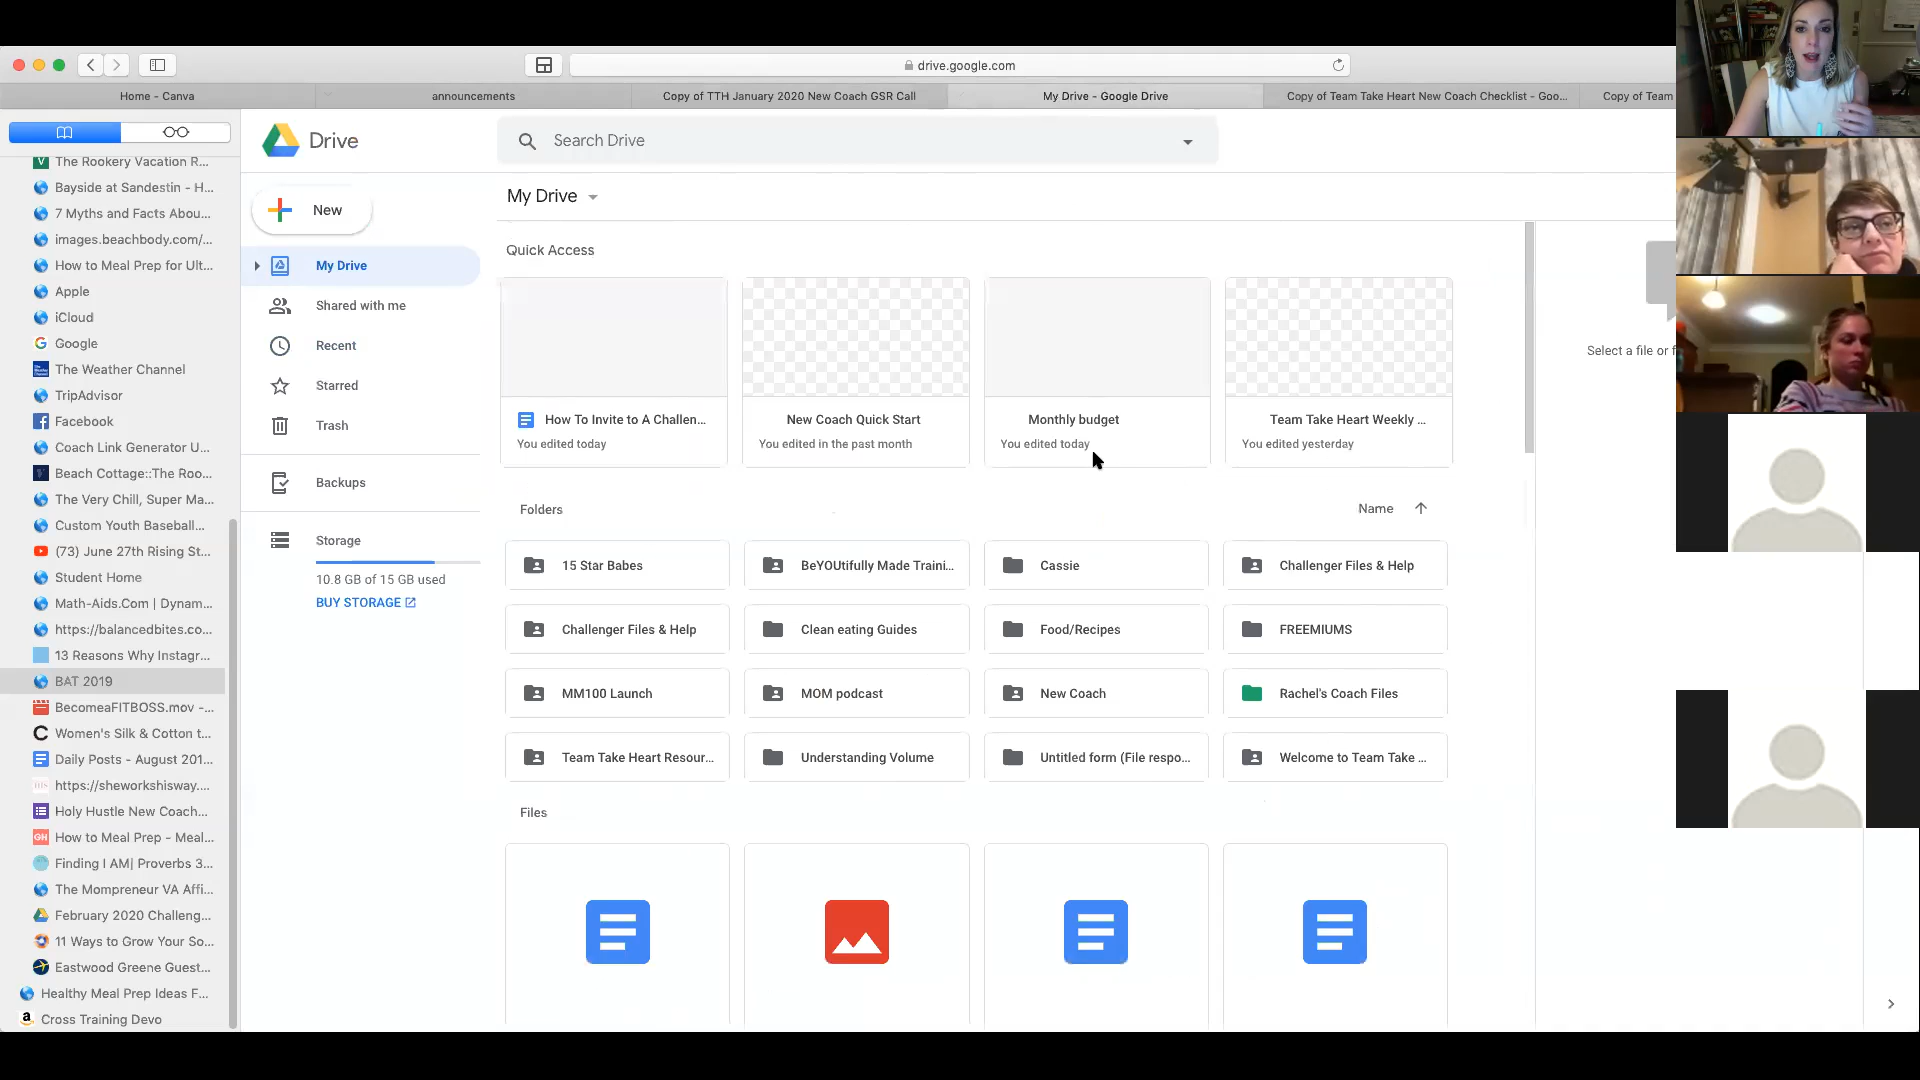 drive.google.com
Home - Canva
announcements
Copy of TTH January 2020 New Coach GSR Call
My Drive - Google Drive
Copy of Team Take Heart New Coach Checklist - Goo...
Copy of Team
The Rookery Vacation R...
Bayside at Sandestin - H...
7 Myths and Facts Abou...
images.beachbody.com/...
How to Meal Prep for Ult...
Apple
iCloud
Google
The Weather Channel
TripAdvisor
Facebook
Coach Link Generator U...
Beach Cottage::The Roo...
The Very Chill, Super Ma...
Custom Youth Baseball...
(73) June 27th Rising St...
Student Home
Math-Aids.Com | Dynam...
https://balancedbites.co...
13 Reasons Why Instagr...
BAT 2019
BecomeaFITBOSS.mov -...
Women's Silk & Cotton t...
Daily Posts - August 201...
https://sheworkshisway....
Holy Hustle New Coach...
How to Meal Prep - Meal...
Finding I AM| Proverbs 3...
The Mompreneur VA Affi...
February 2020 Challeng...
11 Ways to Grow Your So...
Eastwood Greene Guest...
Healthy Meal Prep Ideas F...
Cross Training Devo
Drive
Search Drive
New
My Drive
Shared with me
Recent
Starred
Trash
Backups
Storage
10.8 GB of 15 GB used
BUY STORAGE
My Drive
Quick Access
How To Invite to A Challen...
You edited today
New Coach Quick Start
You edited in the past month
Monthly budget
You edited today
Team Take Heart Weekly ...
You edited yesterday
Folders
Name
15 Star Babes
BeYOUtifully Made Traini...
Cassie
Challenger Files & Help
Challenger Files & Help
Clean eating Guides
Food/Recipes
FREEMIUMS
MM100 Launch
MOM podcast
New Coach
Rachel's Coach Files
Team Take Heart Resour...
Understanding Volume
Untitled form (File respo...
Welcome to Team Take ...
Files
Select a file or f